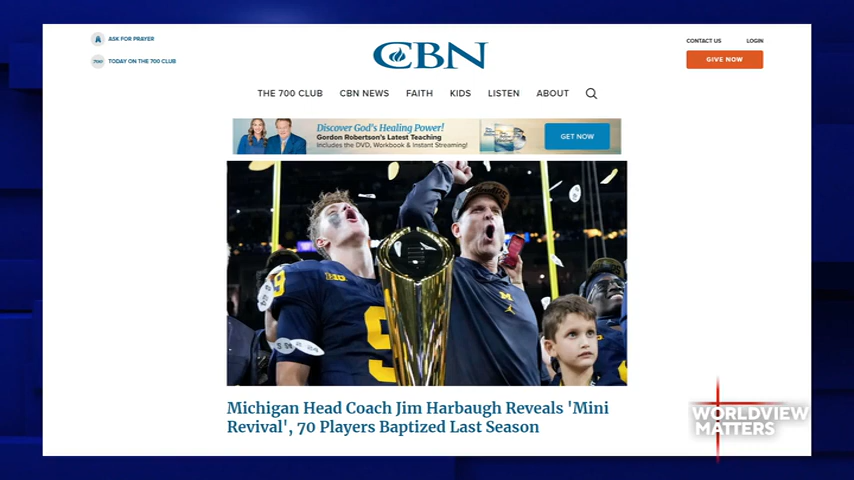 ASK FOR PRAYER
TODAY ON THE 700 CLUB
CBN
CONTACT US
LOGIN
GIVE NOW
THE 700 CLUB
CBN NEWS
FAITH
KIDS
LISTEN
ABOUT
Discover God's Healing Power!
Gordon Robertson's Latest Teaching
Includes the DVD, Workbook & Instant Streaming!
GET NOW
9
Michigan Head Coach Jim Harbaugh Reveals 'Mini
Revival', 70 Players Baptized Last Season
WORLDVIEW
MATTERS